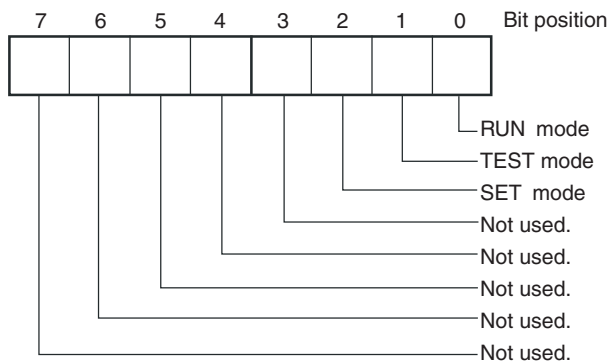 7 6 5 4 3 2 1 0 Bit position
RUN mode
TEST mode
SET mode
Not used.
Not used.
Not used.
Not used.
Not used.